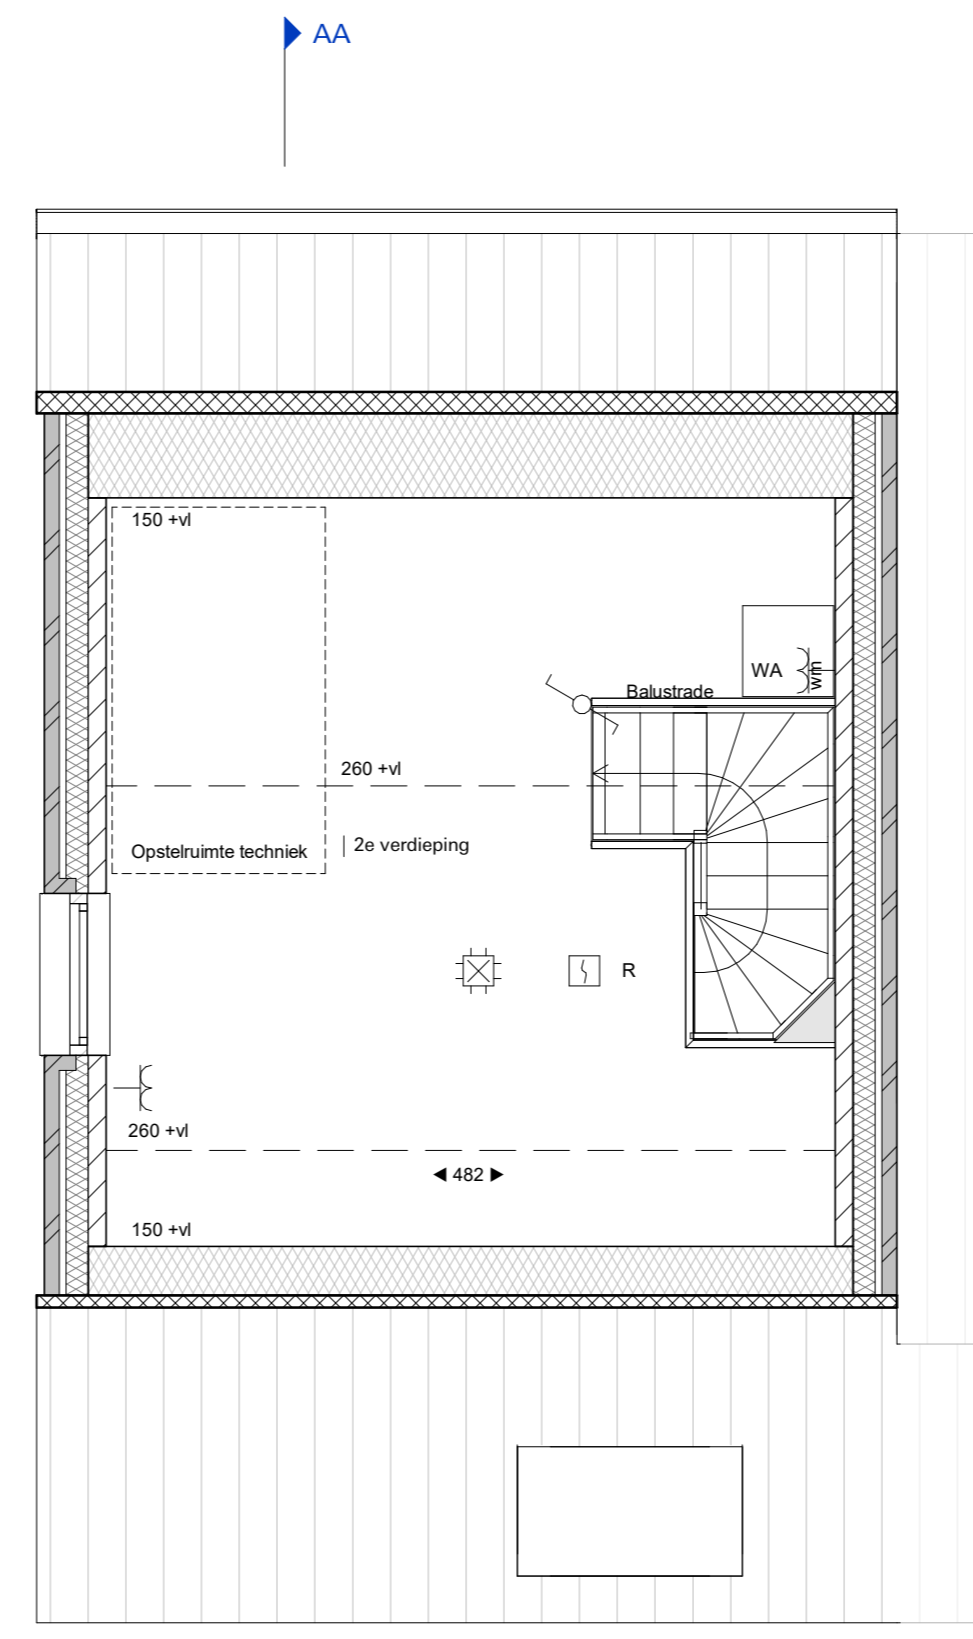 AA
150 +vl
WA
wm
Balustrade
260 +vl
2e verdieping
Opstelruimte techniek
R
260 +vl
482
150 +vl